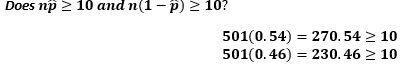 Does np̂ ≥ 10 and n(1 − p̂) ≥ 10?
501(0.54) = 270.54 ≥ 10
501(0.46) = 230.46 ≥ 10